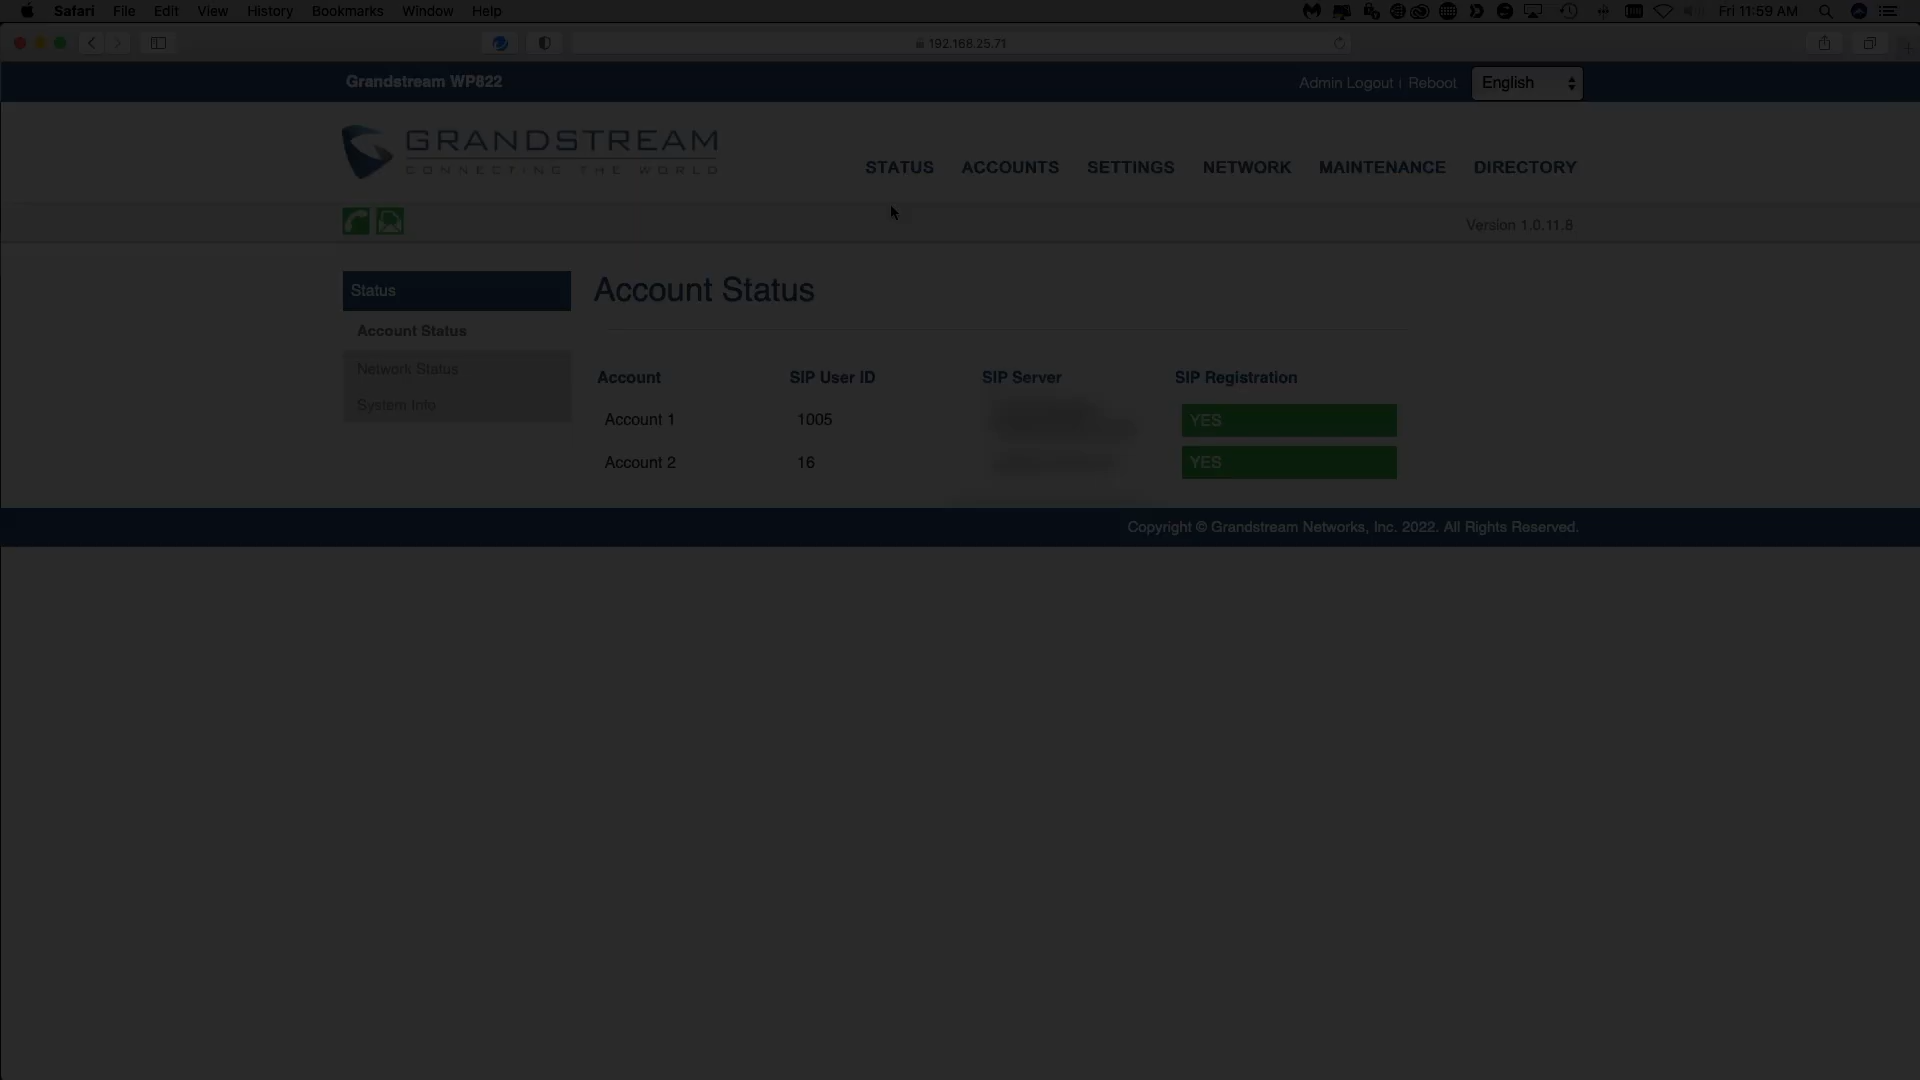 Safari File Edit View History Bookmarks Window Help Fri 11:59 AM
192.168.25.71
Grandstream WP822 Admin Logout | Reboot English
GRANDSTREAM
CONNECTING THE WORLD
STATUS ACCOUNTS SETTINGS NETWORK MAINTENANCE DIRECTORY
Version 1.0.11.8
Status
Account Status
Network Status
System Info
Account Status
Account SIP User ID SIP Server SIP Registration
Account 1 1005 YES
Account 2 16 YES
Copyright © Grandstream Networks, Inc. 2022. All Rights Reserved.